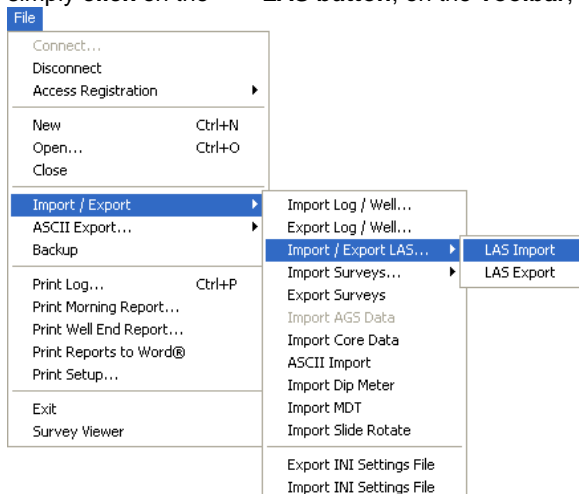 simply click on the LAS button, on the Toolbar,
File
Connect...
Disconnect
Access Registration
New Ctrl+N
Open... Ctrl+O
Close
Import / Export
ASCII Export...
Backup
Print Log... Ctrl+P
Print Morning Report...
Print Well End Report...
Print Reports to Word®
Print Setup...
Exit
Survey Viewer
Import Log / Well...
Export Log / Well...
Import / Export LAS...
Import Surveys...
Export Surveys
Import AGS Data
Import Core Data
ASCII Import
Import Dip Meter
Import MDT
Import Slide Rotate
Export INI Settings File
Import INI Settings File
LAS Import
LAS Export